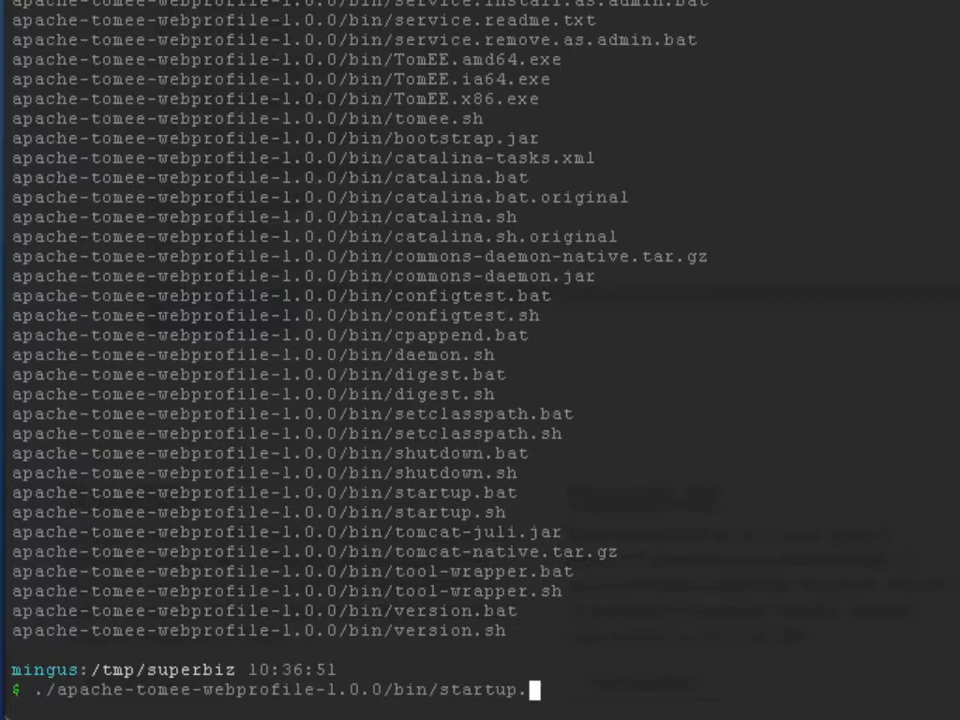 apache-tomee-webprofile-1.0.0/bin/service.install.as.admin.bat
apache-tomee-webprofile-1.0.0/bin/service.readme.txt
apache-tomee-webprofile-1.0.0/bin/service.remove.as.admin.bat
apache-tomee-webprofile-1.0.0/bin/TomEE.amd64.exe
apache-tomee-webprofile-1.0.0/bin/TomEE.ia64.exe
apache-tomee-webprofile-1.0.0/bin/TomEE.x86.exe
apache-tomee-webprofile-1.0.0/bin/tomee.sh
apache-tomee-webprofile-1.0.0/bin/bootstrap.jar
apache-tomee-webprofile-1.0.0/bin/catalina-tasks.xml
apache-tomee-webprofile-1.0.0/bin/catalina.bat
apache-tomee-webprofile-1.0.0/bin/catalina.bat.original
apache-tomee-webprofile-1.0.0/bin/catalina.sh
apache-tomee-webprofile-1.0.0/bin/catalina.sh.original
apache-tomee-webprofile-1.0.0/bin/commons-daemon-native.tar.gz
apache-tomee-webprofile-1.0.0/bin/commons-daemon.jar
apache-tomee-webprofile-1.0.0/bin/configtest.bat
apache-tomee-webprofile-1.0.0/bin/configtest.sh
apache-tomee-webprofile-1.0.0/bin/cpappend.bat
apache-tomee-webprofile-1.0.0/bin/daemon.sh
apache-tomee-webprofile-1.0.0/bin/digest.bat
apache-tomee-webprofile-1.0.0/bin/digest.sh
apache-tomee-webprofile-1.0.0/bin/setclasspath.bat
apache-tomee-webprofile-1.0.0/bin/setclasspath.sh
apache-tomee-webprofile-1.0.0/bin/shutdown.bat
apache-tomee-webprofile-1.0.0/bin/shutdown.sh
apache-tomee-webprofile-1.0.0/bin/startup.bat
apache-tomee-webprofile-1.0.0/bin/startup.sh
apache-tomee-webprofile-1.0.0/bin/tomcat-juli.jar
apache-tomee-webprofile-1.0.0/bin/tomcat-native.tar.gz
apache-tomee-webprofile-1.0.0/bin/tool-wrapper.bat
apache-tomee-webprofile-1.0.0/bin/tool-wrapper.sh
apache-tomee-webprofile-1.0.0/bin/version.bat
apache-tomee-webprofile-1.0.0/bin/version.sh
mingus:/tmp/superbiz 10:36:51
$ ./apache-tomee-webprofile-1.0.0/bin/startup.